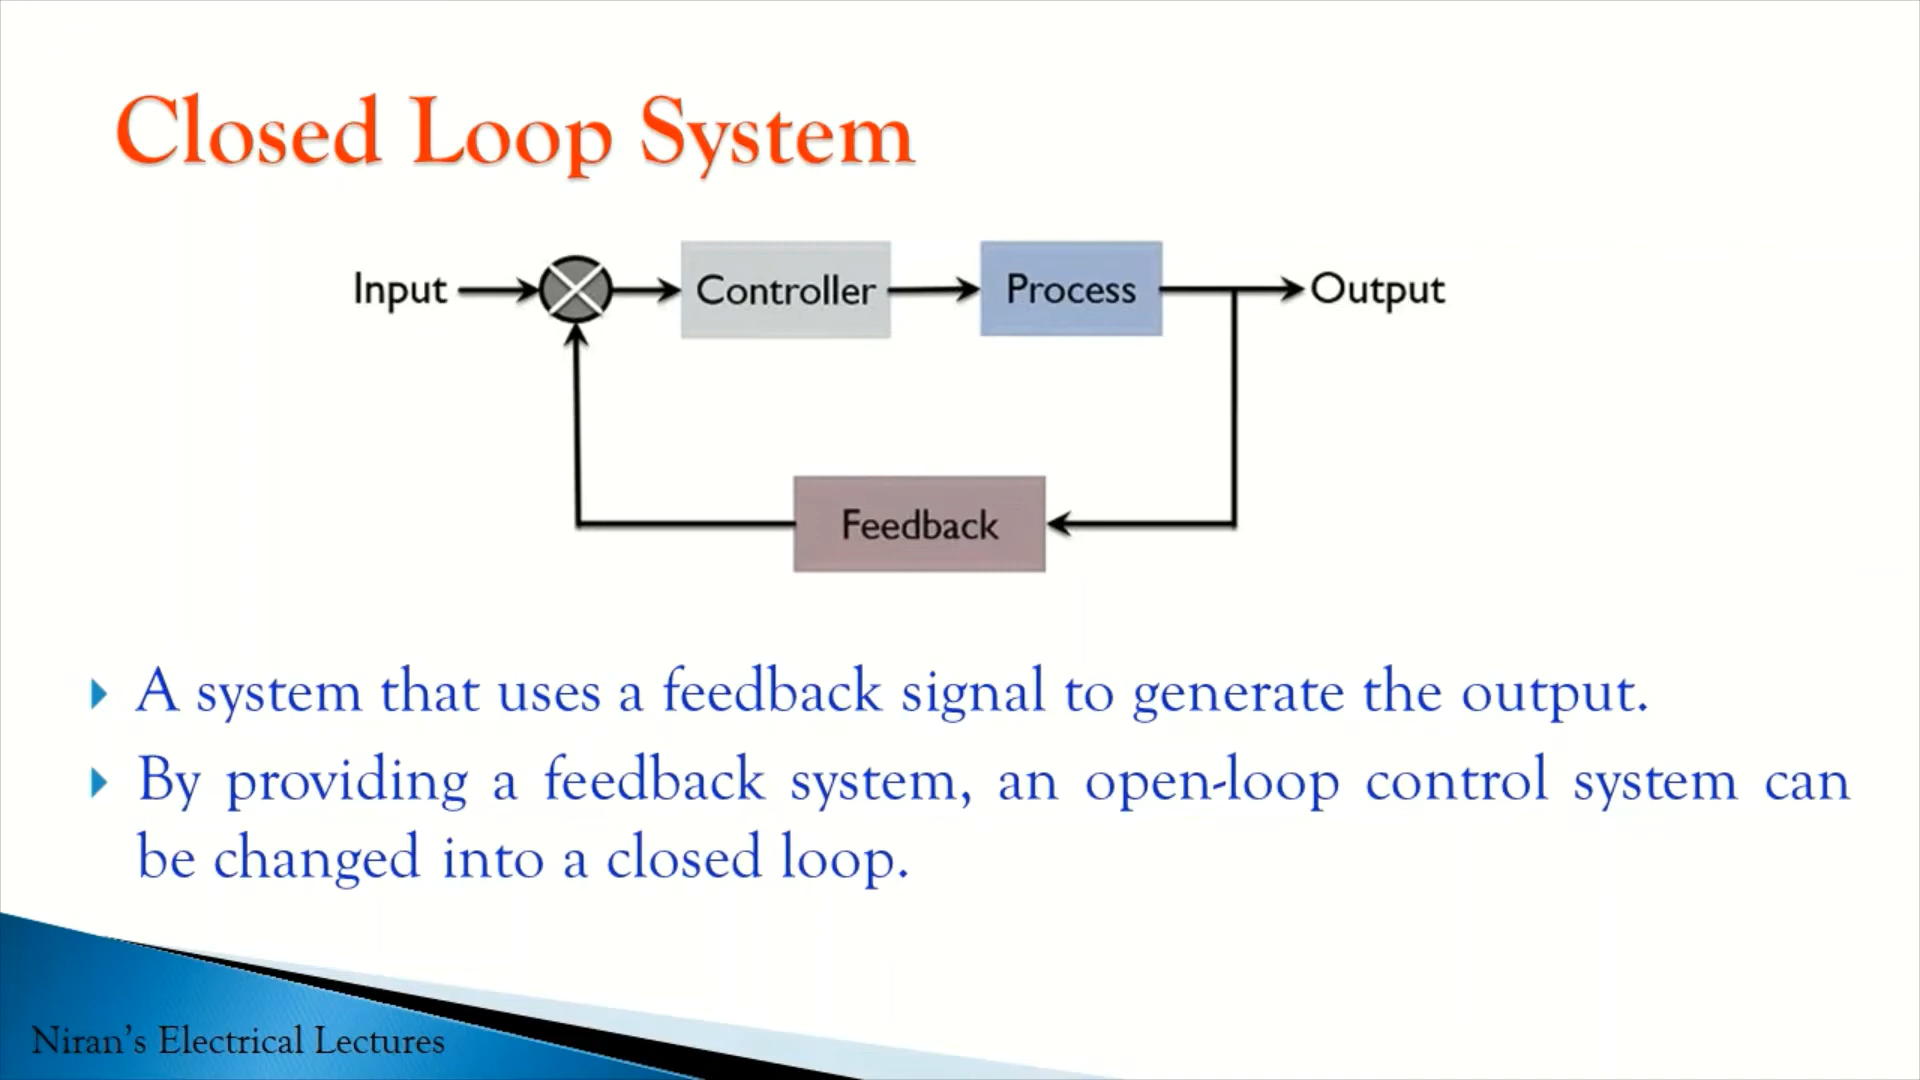 Closed Loop System
Input
Controller
Process
Output
Feedback
A system that uses a feedback signal to generate the output.
By providing a feedback system, an open-loop control system can
be changed into a closed loop.
Niran's Electrical Lectures